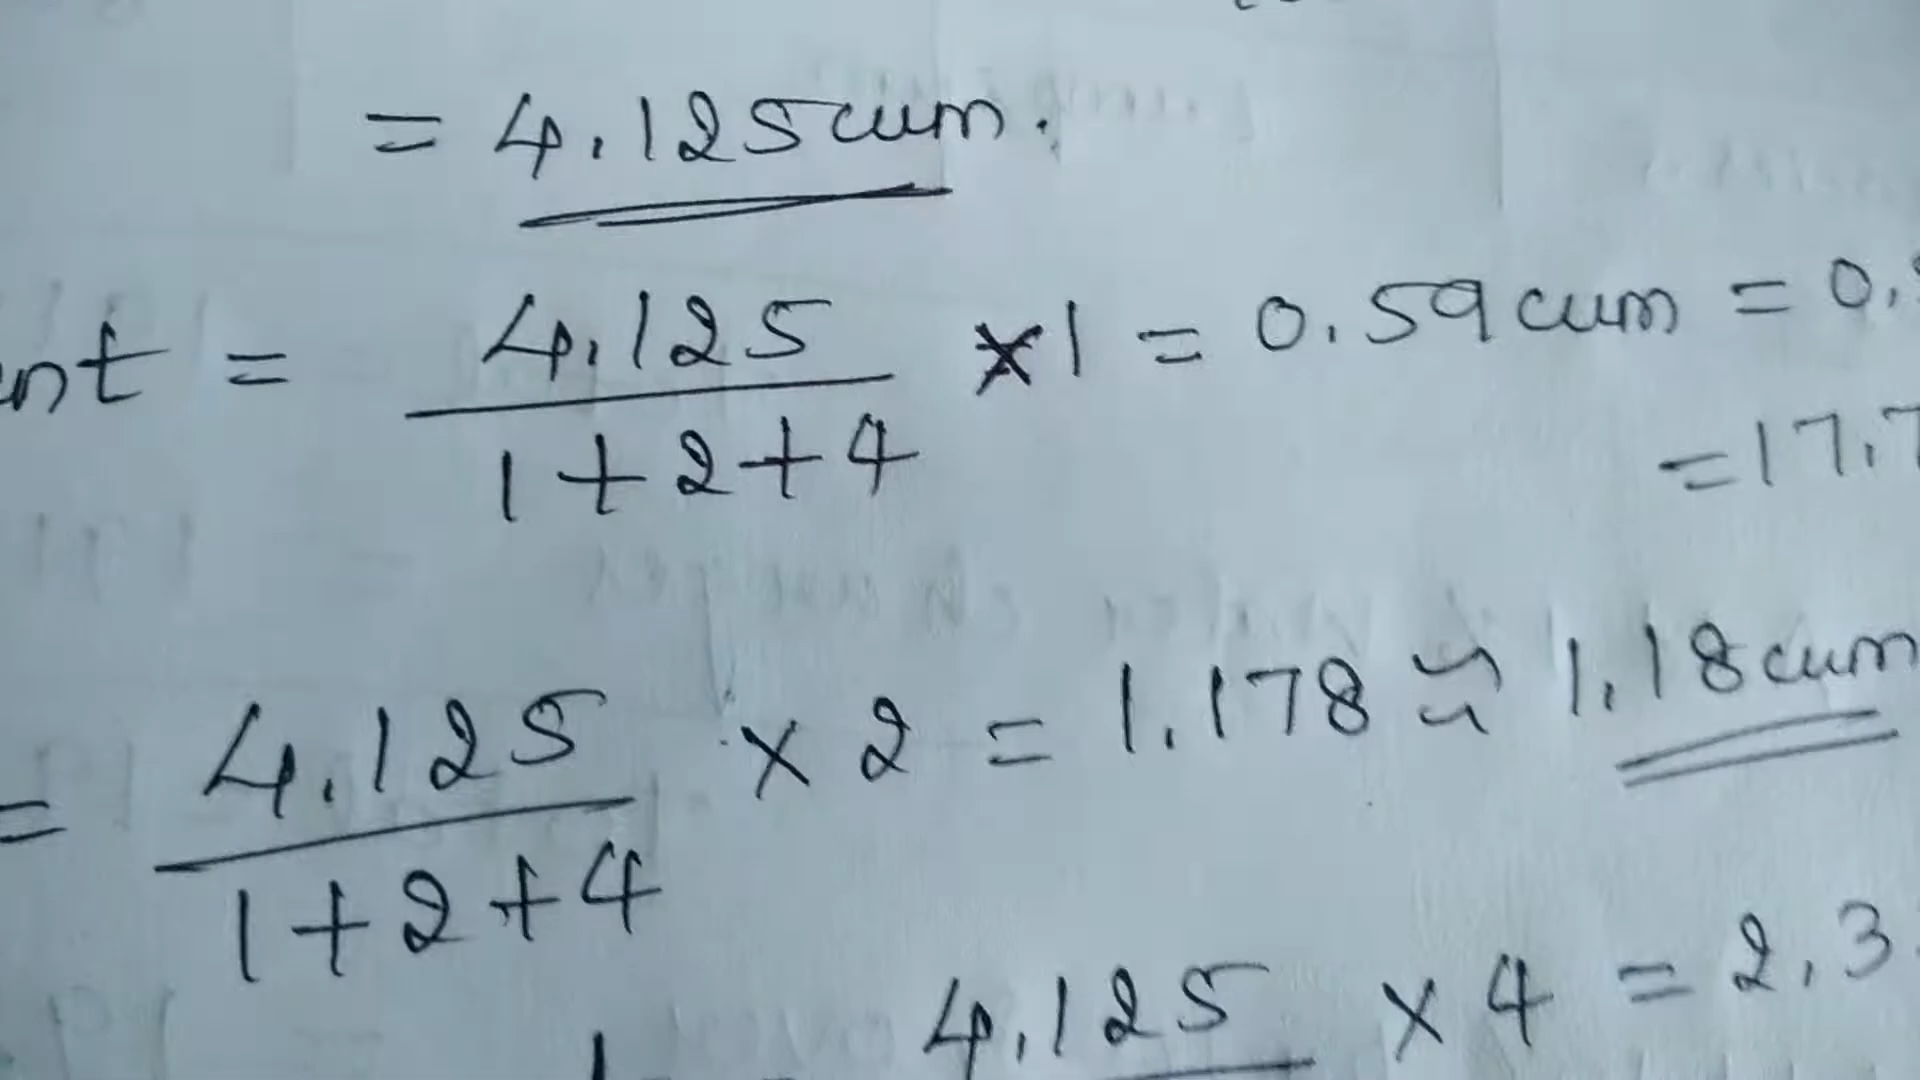 = 4.125 cum.
nt = 4.125 / 1+2+4 × 1 = 0.59 cum = 0.
= 17.7
= 4.125 / 1+2+4 × 2 = 1.178 ≈ 1.18 cum
4.125 × 4 = 2.3